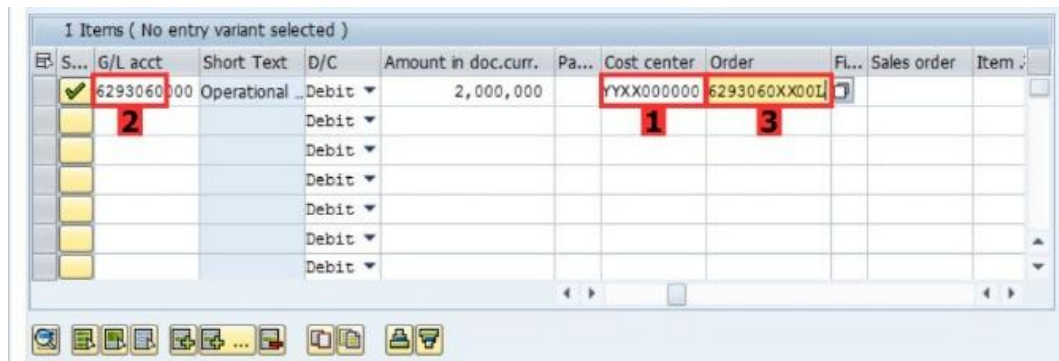 1 Items ( No entry variant selected )
S... G/L acct Short Text D/C Amount in doc.curr. Pa... Cost center Order Fi... Sales order Item
6293060000 Operational .. Debit 2,000,000 YYXX000000 6293060XX00L
2 Debit 1 3
Debit
Debit
Debit
Debit
Debit
...